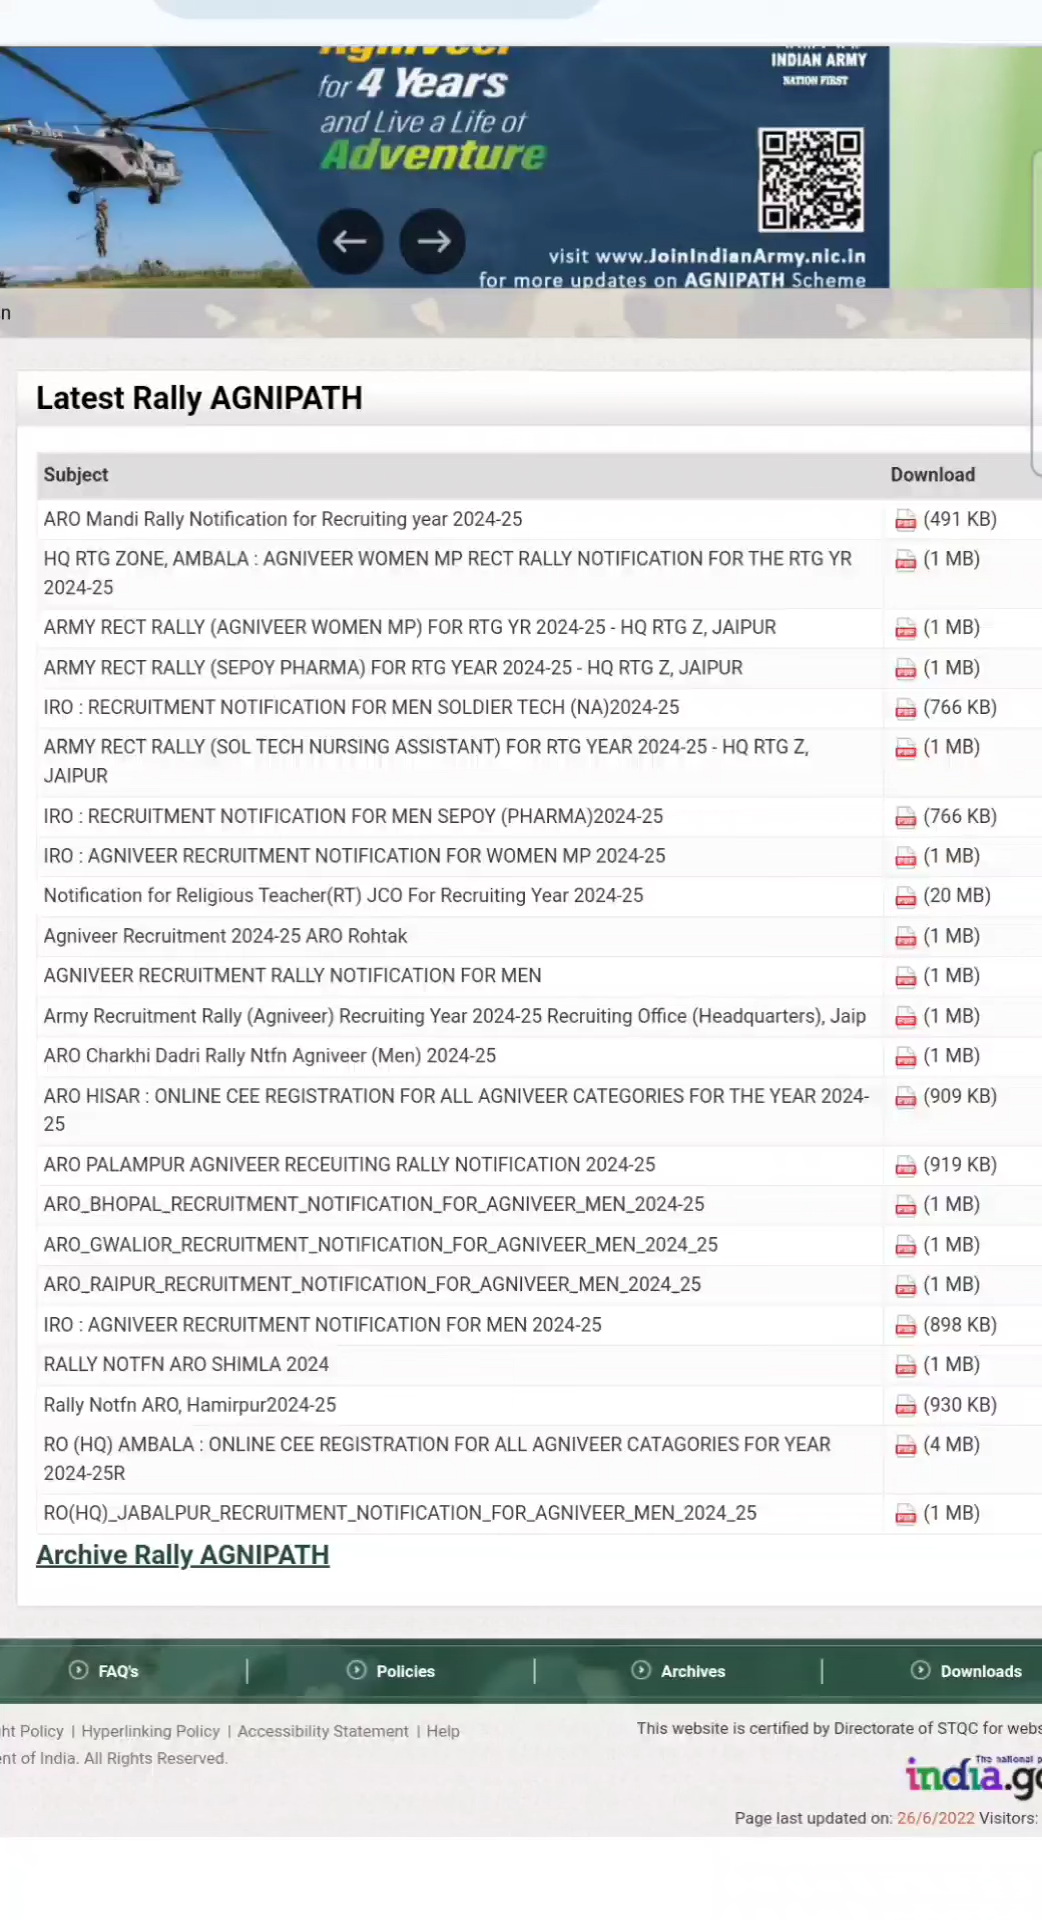 for 4 Years
and Live a Life of
Adventure
INDIAN ARMY
NATION FIRST
visit www.JoinIndianArmy.nic.in
for more updates on AGNIPATH Scheme
n
Latest Rally AGNIPATH
Subject Download
ARO Mandi Rally Notification for Recruiting year 2024-25 (491 KB)
HQ RTG ZONE, AMBALA : AGNIVEER WOMEN MP RECT RALLY NOTIFICATION FOR THE RTG YR (1 MB)
2024-25
ARMY RECT RALLY (AGNIVEER WOMEN MP) FOR RTG YR 2024-25 - HQ RTG Z, JAIPUR (1 MB)
ARMY RECT RALLY (SEPOY PHARMA) FOR RTG YEAR 2024-25 - HQ RTG Z, JAIPUR (1 MB)
IRO : RECRUITMENT NOTIFICATION FOR MEN SOLDIER TECH (NA)2024-25 (766 KB)
ARMY RECT RALLY (SOL TECH NURSING ASSISTANT) FOR RTG YEAR 2024-25 - HQ RTG Z, (1 MB)
JAIPUR
IRO : RECRUITMENT NOTIFICATION FOR MEN SEPOY (PHARMA)2024-25 (766 KB)
IRO : AGNIVEER RECRUITMENT NOTIFICATION FOR WOMEN MP 2024-25 (1 MB)
Notification for Religious Teacher(RT) JCO For Recruiting Year 2024-25 (20 MB)
Agniveer Recruitment 2024-25 ARO Rohtak (1 MB)
AGNIVEER RECRUITMENT RALLY NOTIFICATION FOR MEN (1 MB)
Army Recruitment Rally (Agniveer) Recruiting Year 2024-25 Recruiting Office (Headquarters), Jaip (1 MB)
ARO Charkhi Dadri Rally Ntfn Agniveer (Men) 2024-25 (1 MB)
ARO HISAR : ONLINE CEE REGISTRATION FOR ALL AGNIVEER CATEGORIES FOR THE YEAR 2024- (909 KB)
25
ARO PALAMPUR AGNIVEER RECEUITING RALLY NOTIFICATION 2024-25 (919 KB)
ARO_BHOPAL_RECRUITMENT_NOTIFICATION_FOR_AGNIVEER_MEN_2024-25 (1 MB)
ARO_GWALIOR_RECRUITMENT_NOTIFICATION_FOR_AGNIVEER_MEN_2024_25 (1 MB)
ARO_RAIPUR_RECRUITMENT_NOTIFICATION_FOR_AGNIVEER_MEN_2024_25 (1 MB)
IRO : AGNIVEER RECRUITMENT NOTIFICATION FOR MEN 2024-25 (898 KB)
RALLY NOTFN ARO SHIMLA 2024 (1 MB)
Rally Notfn ARO, Hamirpur2024-25 (930 KB)
RO (HQ) AMBALA : ONLINE CEE REGISTRATION FOR ALL AGNIVEER CATAGORIES FOR YEAR (4 MB)
2024-25R
RO(HQ)_JABALPUR_RECRUITMENT_NOTIFICATION_FOR_AGNIVEER_MEN_2024_25 (1 MB)
Archive Rally AGNIPATH
FAQ's | Policies | Archives | Downloads
ht Policy | Hyperlinking Policy | Accessibility Statement | Help
This website is certified by Directorate of STQC for webs
nt of India. All Rights Reserved.
The national p
india.go
Page last updated on: 26/6/2022 Visitors: